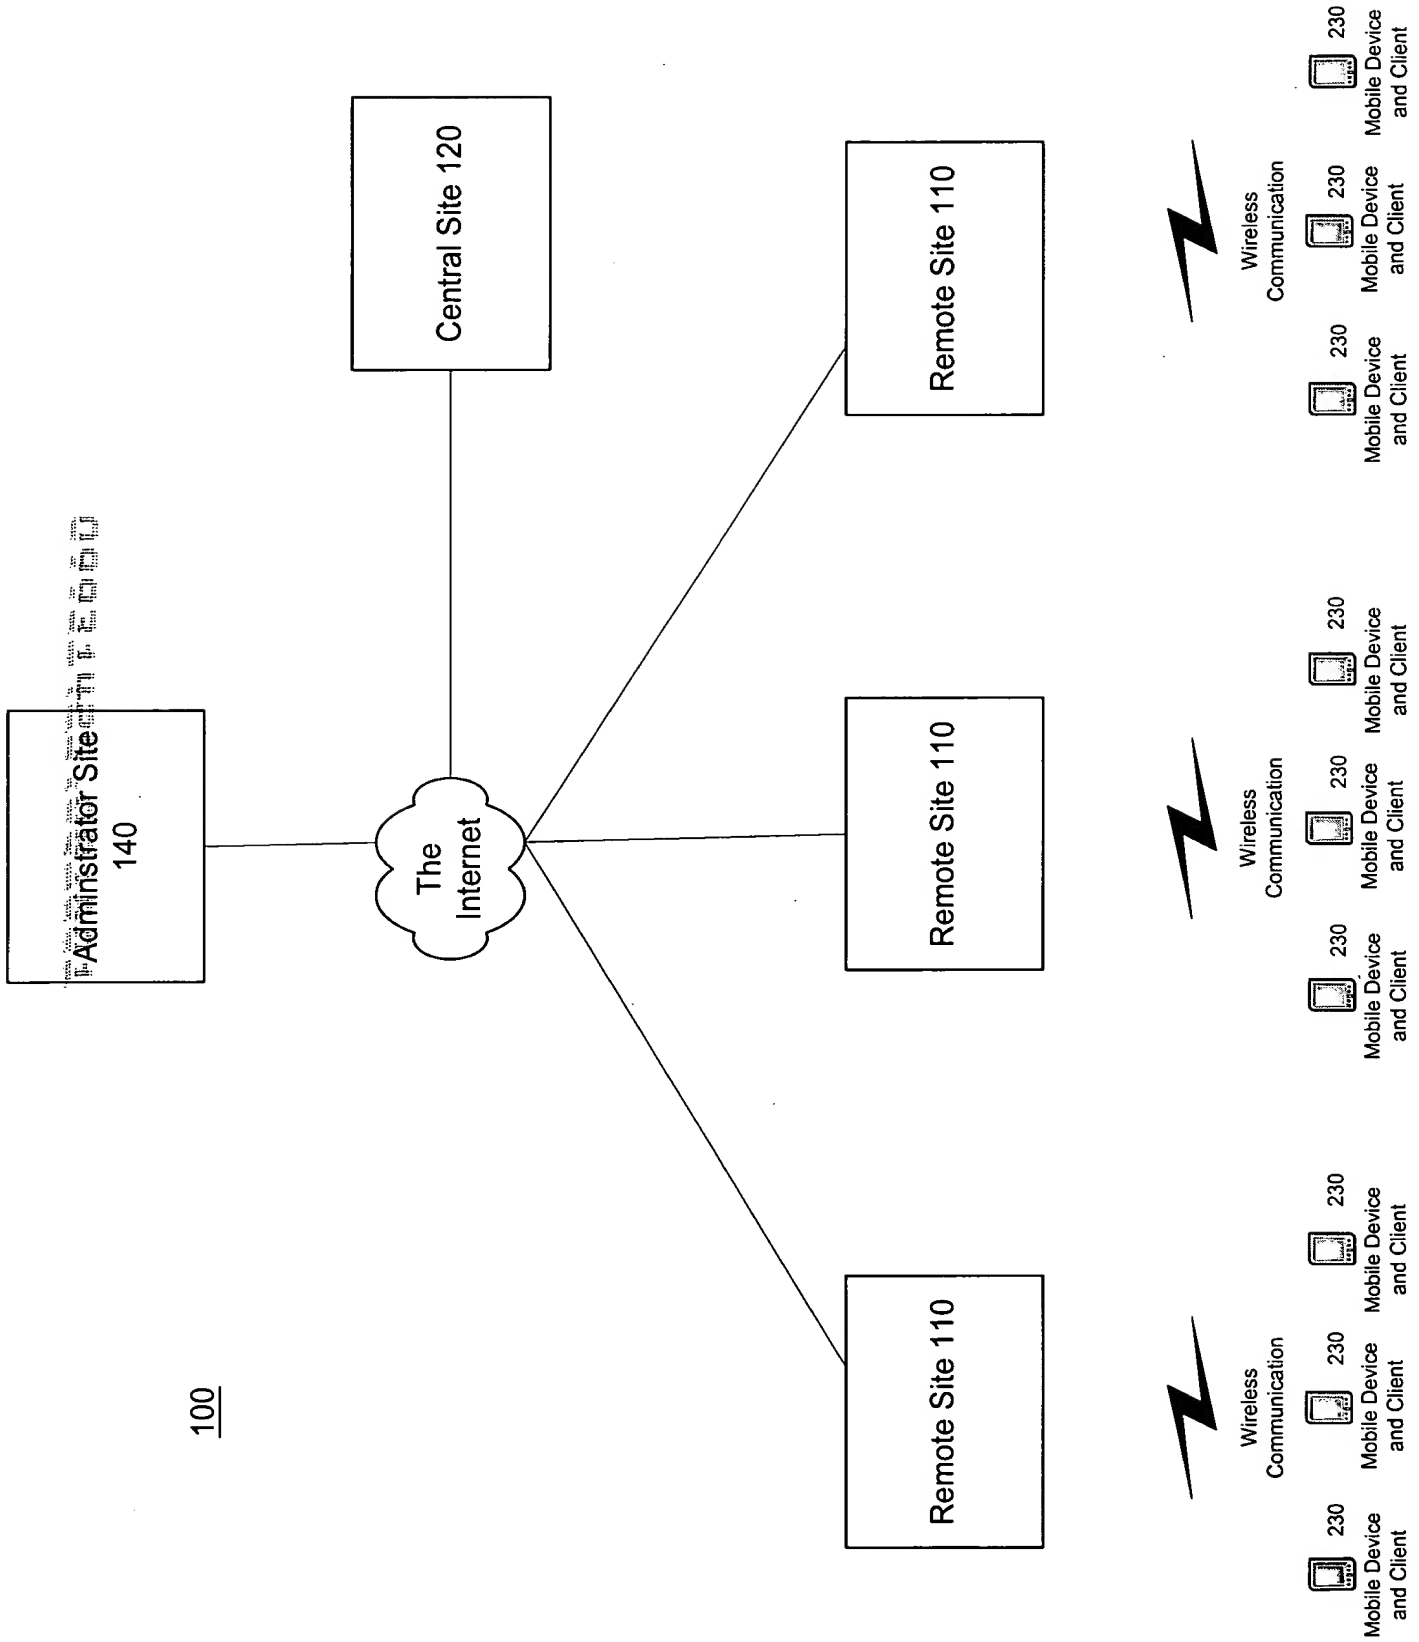 100
Adminstrator Site
140
The
Internet
Central Site 120
Remote Site 110
Remote Site 110
Remote Site 110
Wireless
Communication
Wireless
Communication
Wireless
Communication
230
Mobile Device
and Client
230
Mobile Device
and Client
230
Mobile Device
and Client
230
Mobile Device
and Client
230
Mobile Device
and Client
230
Mobile Device
and Client
230
Mobile Device
and Client
230
Mobile Device
and Client
230
Mobile Device
and Client